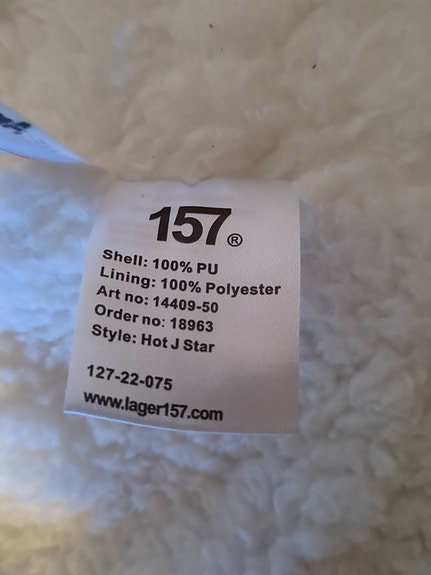 157®
Shell: 100% PU
Lining: 100% Polyester
Art no: 14409-50
Order no: 18963
Style: Hot J Star
127-22-075
www.lager157.com